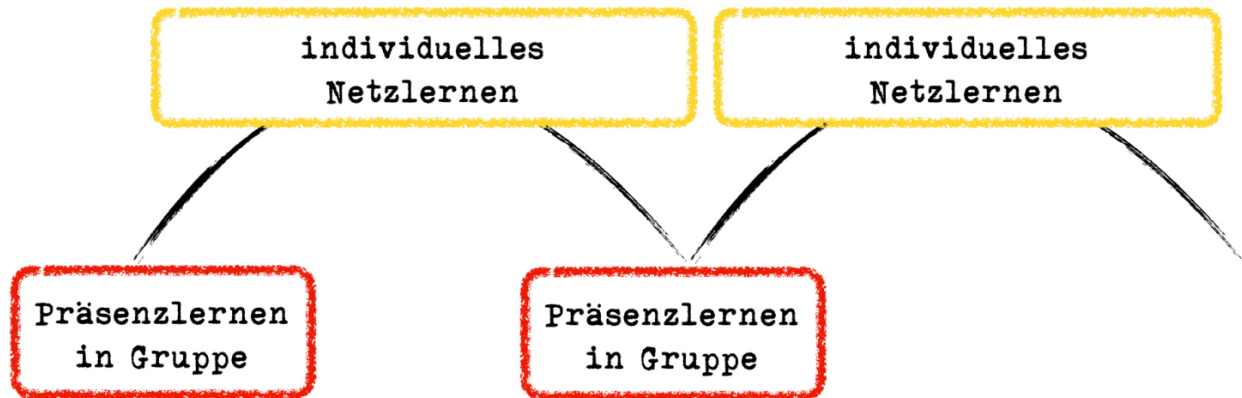 individuelles
Netzlernen
individuelles
Netzlernen
Präsenzlernen
in Gruppe
Präsenzlernen
in Gruppe